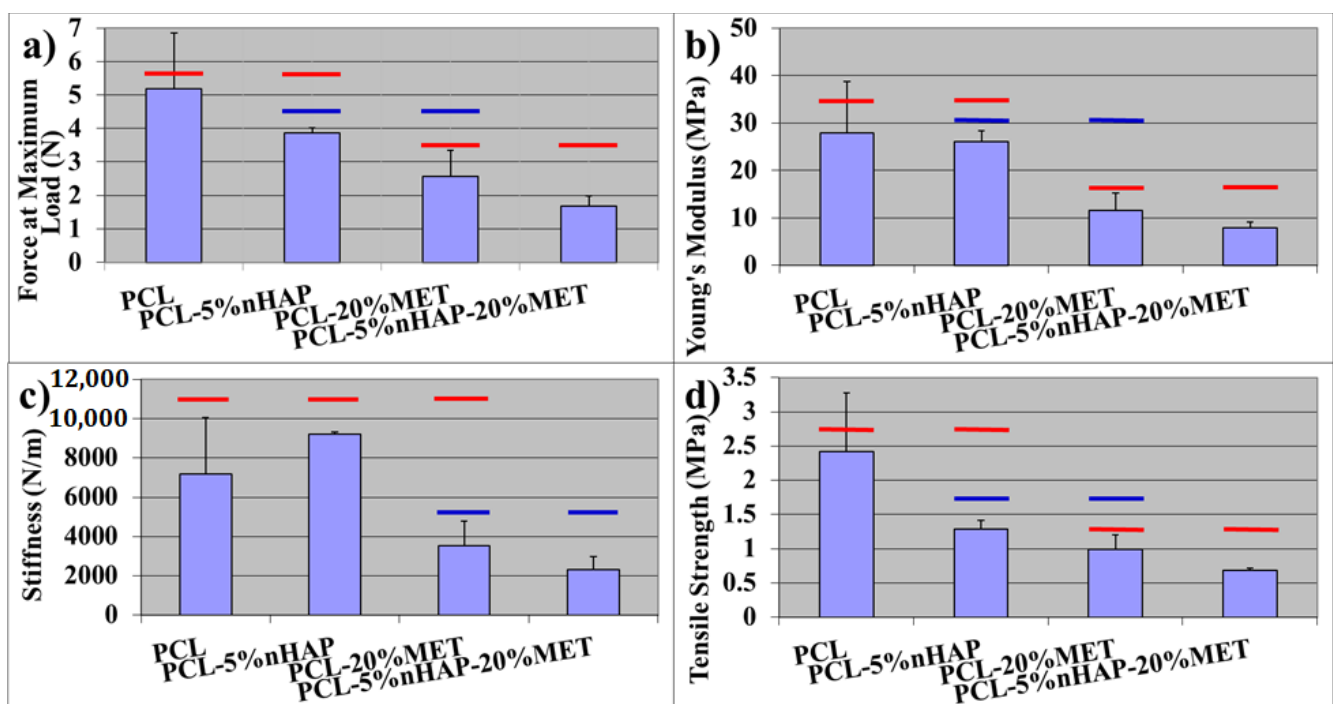 a)
Force at Maximum
Load (N)
7
6
5
4
3
2
1
0
PCL
PCL-5%nHAP
PCL-20%MET
PCL-5%nHAP-20%MET
b)
Young's Modulus (MPa)
50
40
30
20
10
0
PCL
PCL-5%nHAP
PCL-20%MET
PCL-5%nHAP-20%MET
c)
Stiffness (N/m)
12,000
10,000
8000
6000
4000
2000
0
PCL
PCL-5%nHAP
PCL-20%MET
PCL-5%nHAP-20%MET
d)
Tensile Strength (MPa)
3.5
3
2.5
2
1.5
1
0.5
0
PCL
PCL-5%nHAP
PCL-20%MET
PCL-5%nHAP-20%MET